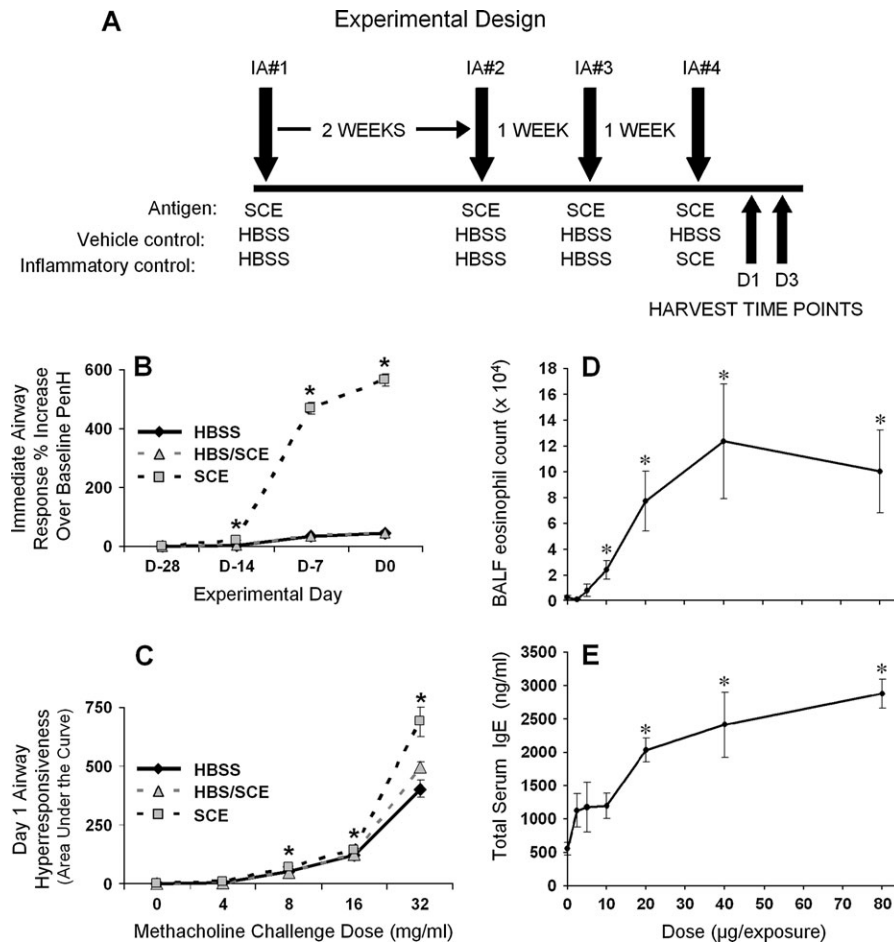 A
Experimental Design
IA#1 IA#2 IA#3 IA#4
2 WEEKS 1 WEEK 1 WEEK
Antigen: SCE SCE SCE SCE
Vehicle control: HBSS HBSS HBSS HBSS
Inflammatory control: HBSS HBSS HBSS SCE
D1 D3
HARVEST TIME POINTS
B
Immediate Airway
Response % Increase
Over Baseline PenH
600
400
200
0
* * *
HBSS
HBS/SCE
SCE
D-28 D-14 D-7 D0
Experimental Day
C
Day 1 Airway
Hyperresponsiveness
(Area Under the Curve)
750
500
250
0
* * *
HBSS
HBS/SCE
SCE
0 4 8 16 32
Methacholine Challenge Dose (mg/ml)
D
BALF eosinophil count (x 10⁴)
18
16
14
12
10
8
6
4
2
0
* * * *
E
Total Serum IgE (ng/ml)
3500
3000
2500
2000
1500
1000
500
0
* * *
0 10 20 30 40 50 60 70 80
Dose (µg/exposure)